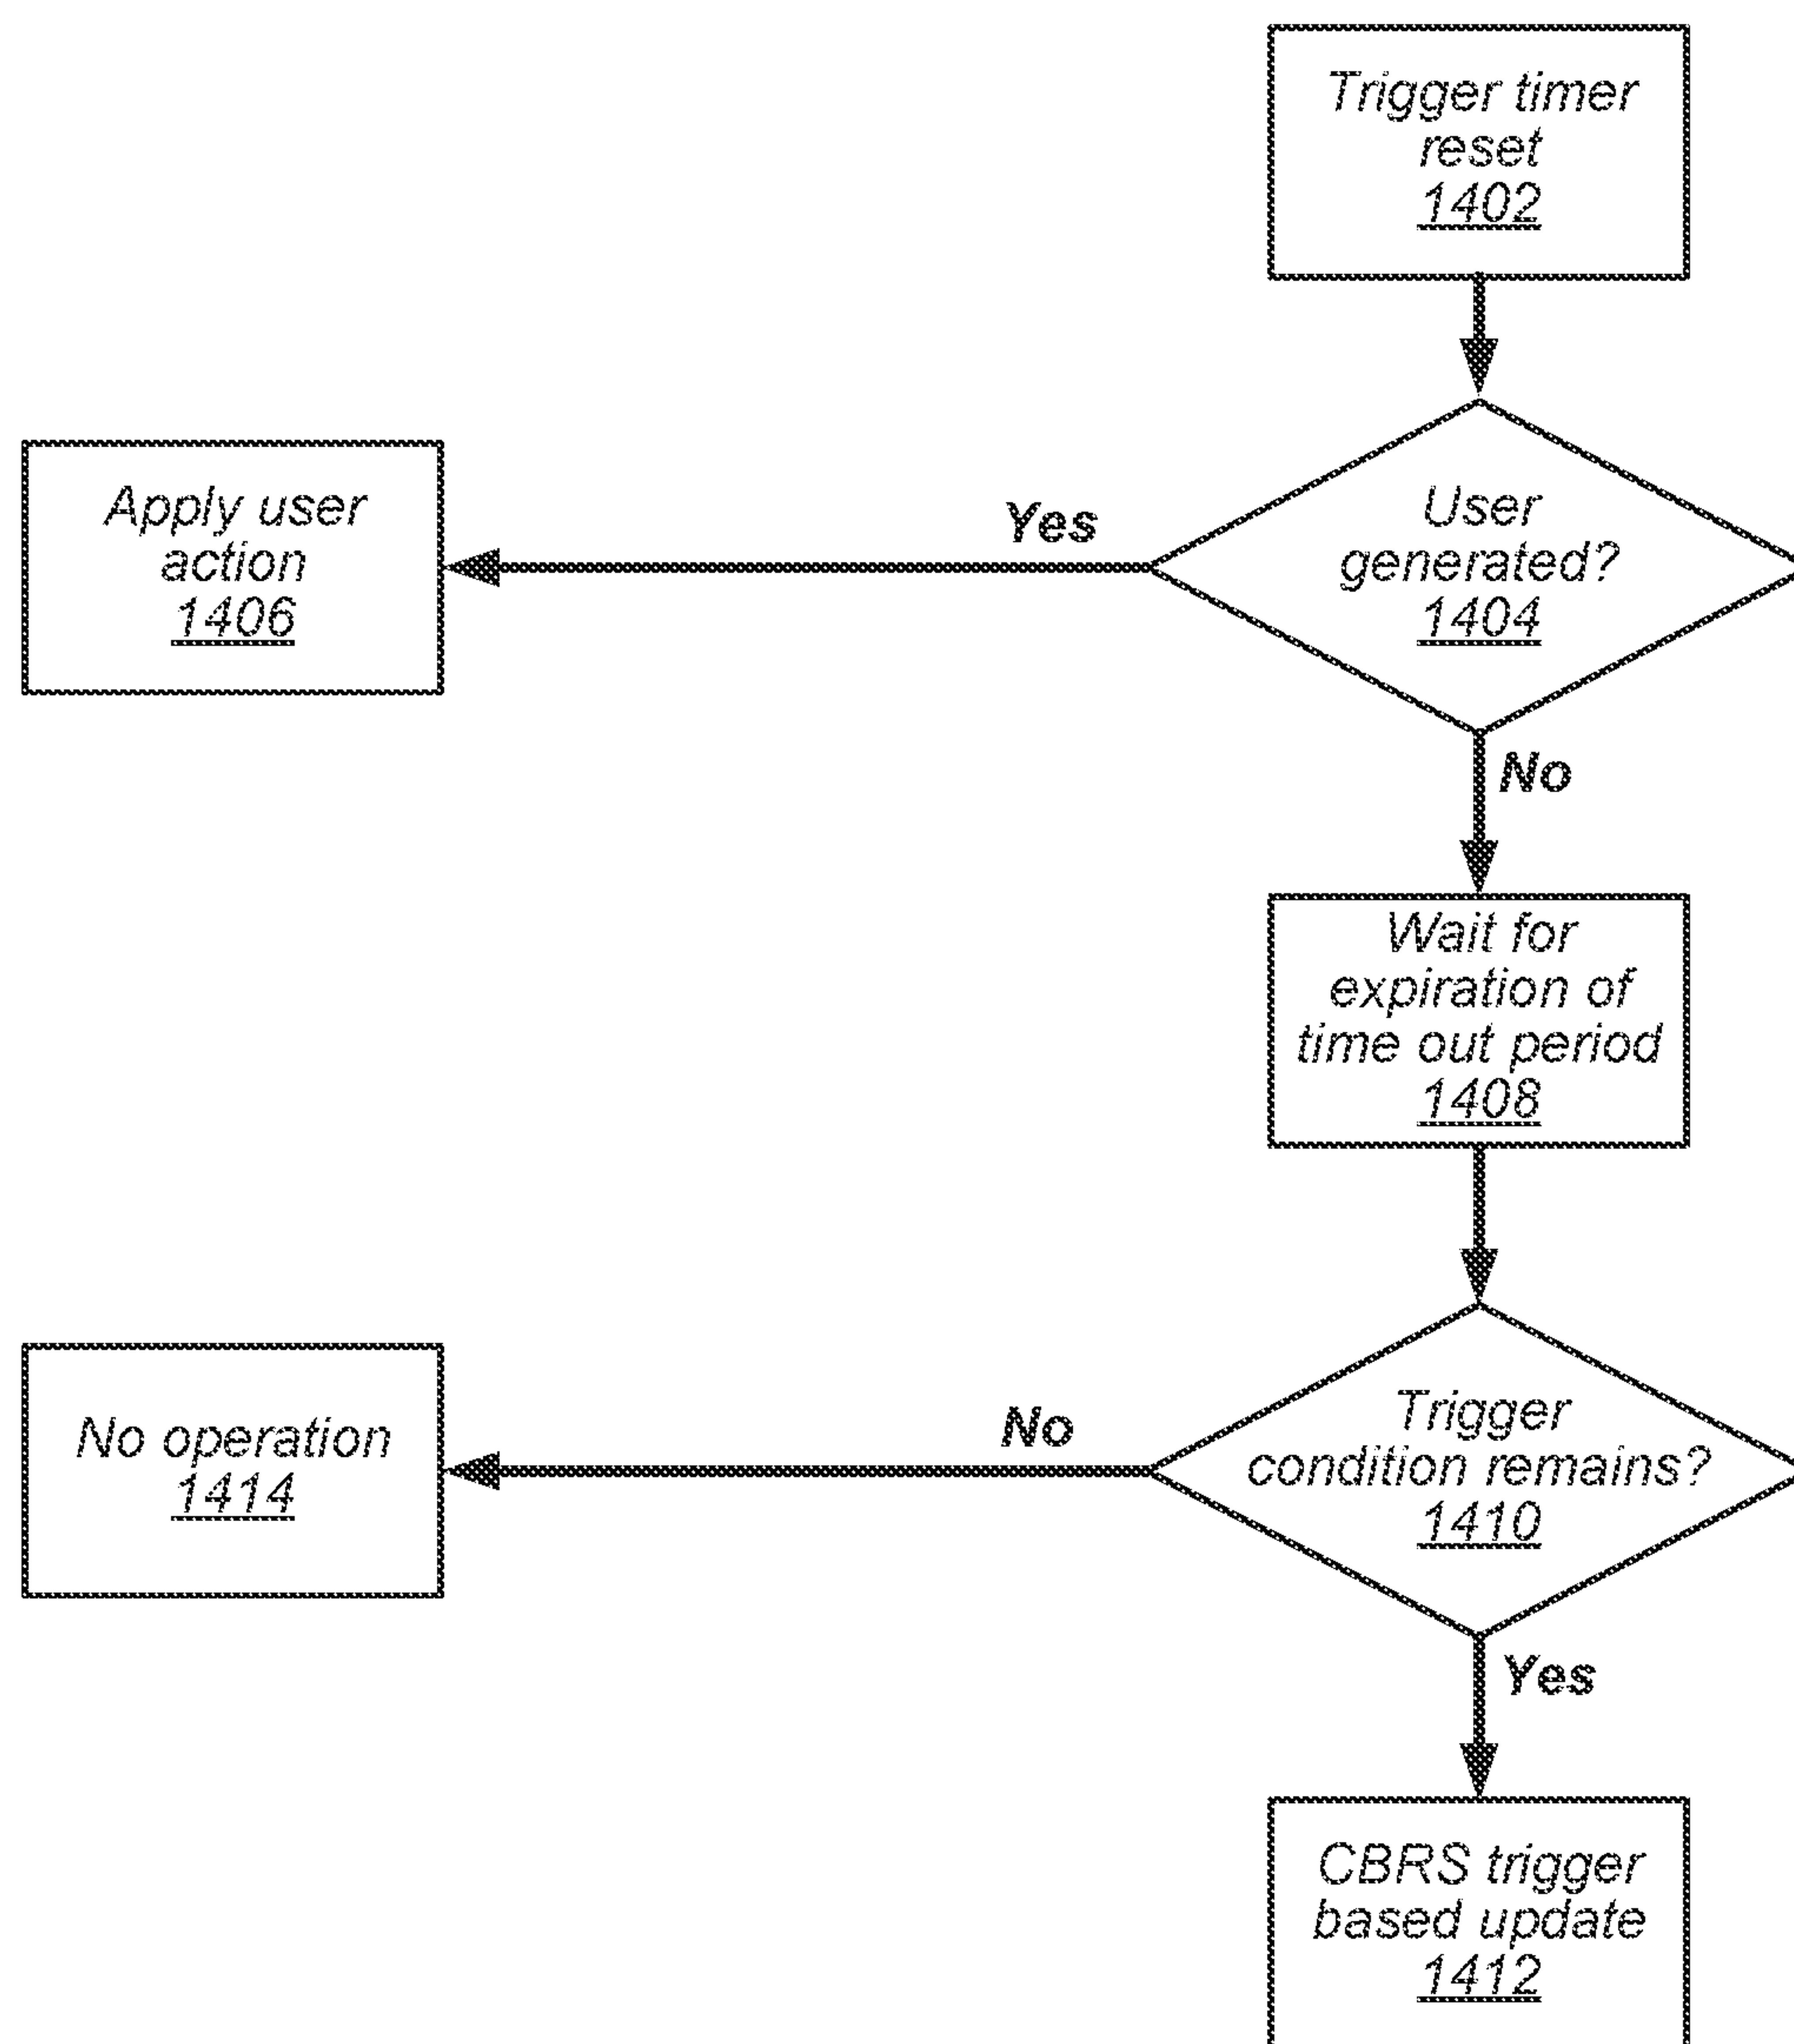 Trigger timer
reset
1402
Apply user
action
1406
Yes
User
generated?
1404
No
Wait for
expiration of
time out period
1408
No operation
1414
No
Trigger
condition remains?
1410
Yes
CBRS trigger
based update
1412